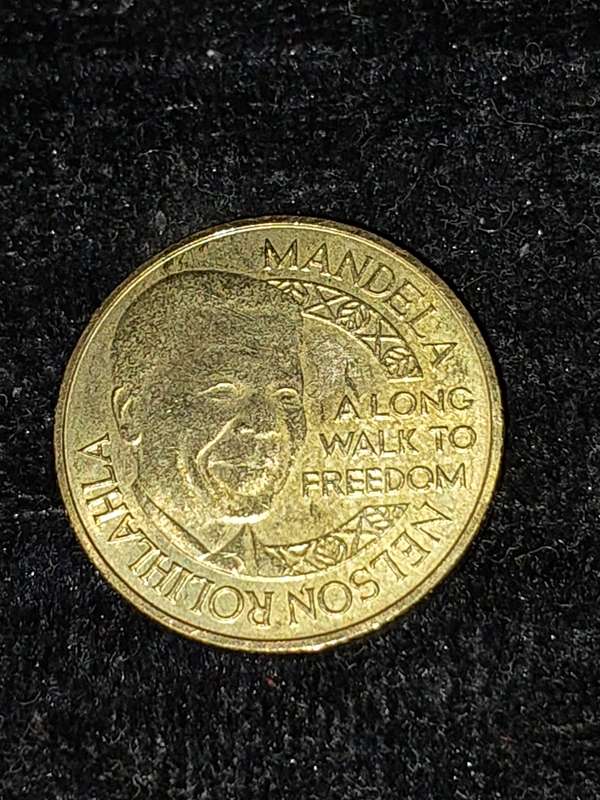 MANDELA
A LONG
WALK TO
FREEDOM
NELSON ROLIHLAHLA